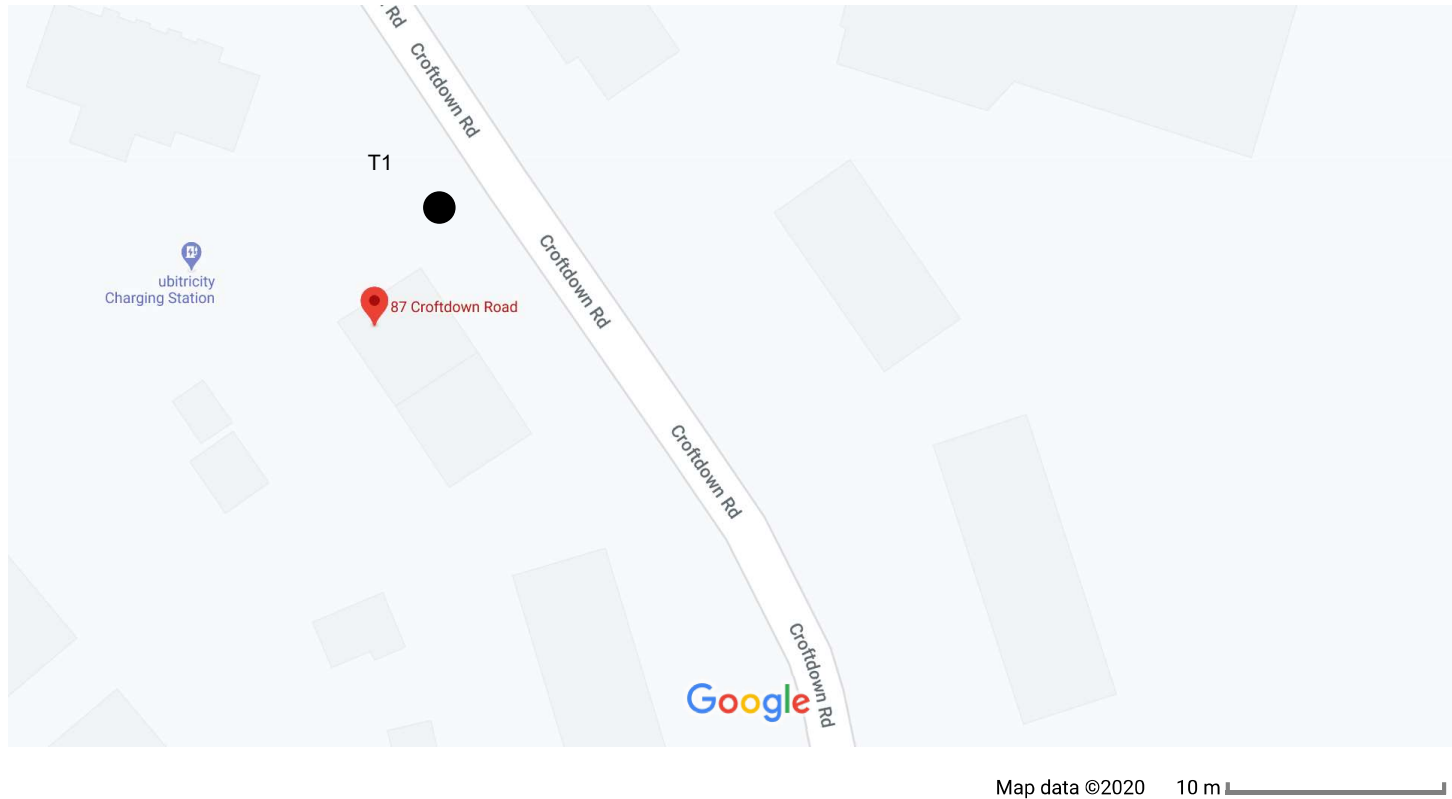 Rd
Croftdown Rd
T1
Croftdown Rd
ubitricity
Charging Station
87 Croftdown Road
Croftdown Rd
Croftdown Rd
Google
Map data ©2020 10 m